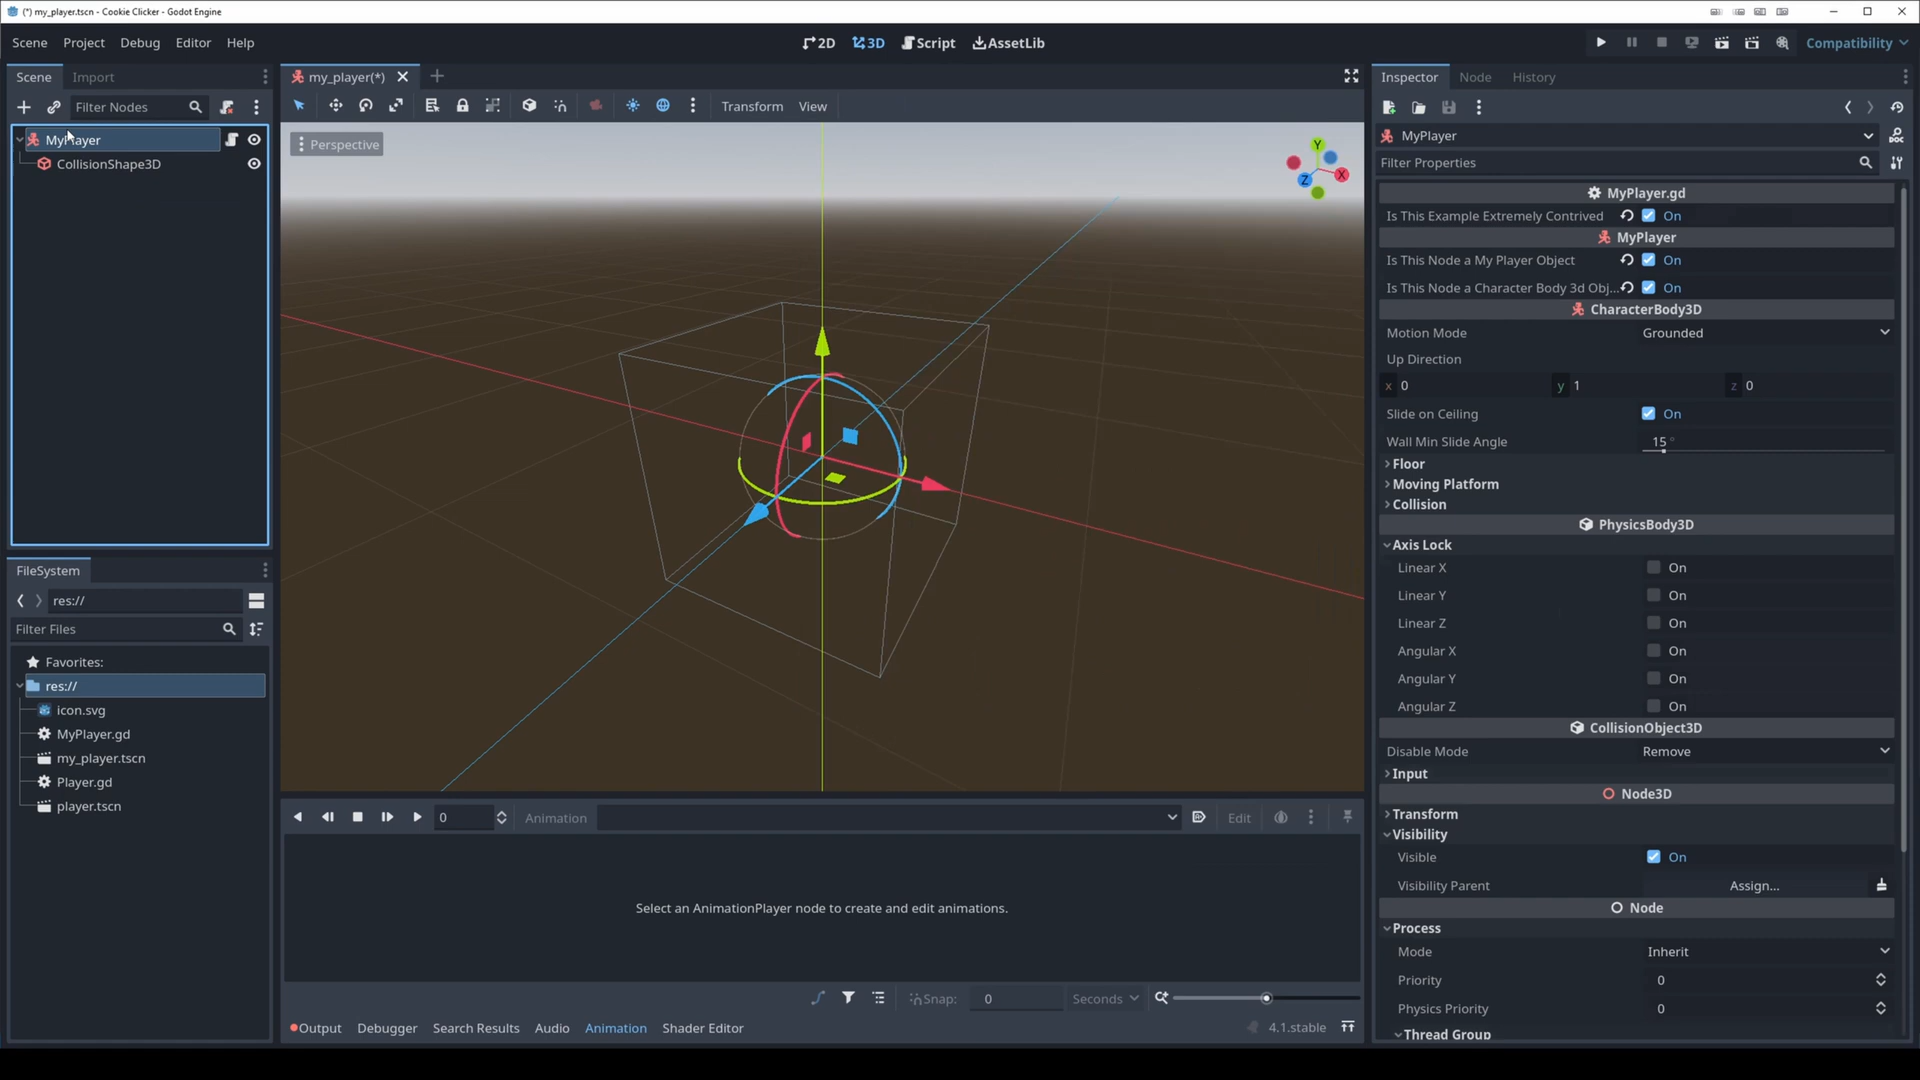 (*) my_player.tscn - Cookie Clicker - Godot Engine
Scene Project Debug Editor Help
2D 3D Script AssetLib
Compatibility
Scene Import
Filter Nodes
MyPlayer
CollisionShape3D
FileSystem
res://
Filter Files
Favorites:
res://
icon.svg
MyPlayer.gd
my_player.tscn
Player.gd
player.tscn
my_player(*)
Transform View
Perspective
Y
X
Z
0 Animation Edit
Select an AnimationPlayer node to create and edit animations.
Snap: 0 Seconds
Output Debugger Search Results Audio Animation Shader Editor 4.1.stable
Inspector Node History
MyPlayer
DOC
Filter Properties
MyPlayer.gd
Is This Example Extremely Contrived On
MyPlayer
Is This Node a My Player Object On
Is This Node a Character Body 3d Obj... On
CharacterBody3D
Motion Mode Grounded
Up Direction
x 0 y 1 z 0
Slide on Ceiling On
Wall Min Slide Angle 15 °
Floor
Moving Platform
Collision
PhysicsBody3D
Axis Lock
Linear X On
Linear Y On
Linear Z On
Angular X On
Angular Y On
Angular Z On
CollisionObject3D
Disable Mode Remove
Input
Node3D
Transform
Visibility
Visible On
Visibility Parent Assign...
Node
Process
Mode Inherit
Priority 0
Physics Priority 0
Thread Group